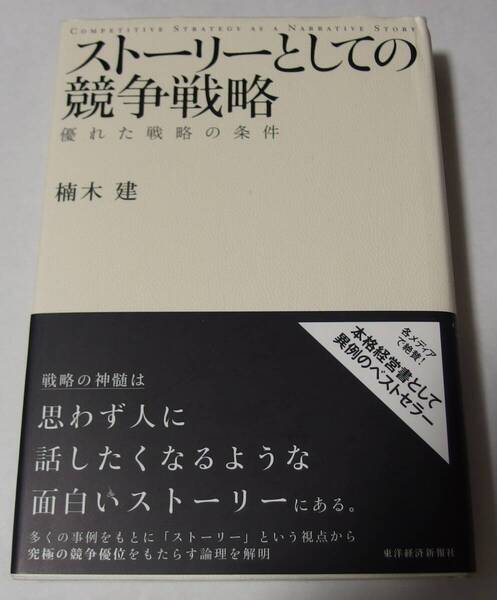 COMPETITIVE STRATEGY AS A NARRATIVE STORY
ストーリーとしての
競争戦略
優れた戦略の条件
楠木 建
各メディア
で絶賛!
本格経営書として
異例のベストセラー
戦略の神髄は
思わず人に
話したくなるような
面白いストーリーにある。
多くの事例をもとに「ストーリー」という視点から
究極の競争優位をもたらす論理を解明
東洋経済新報社